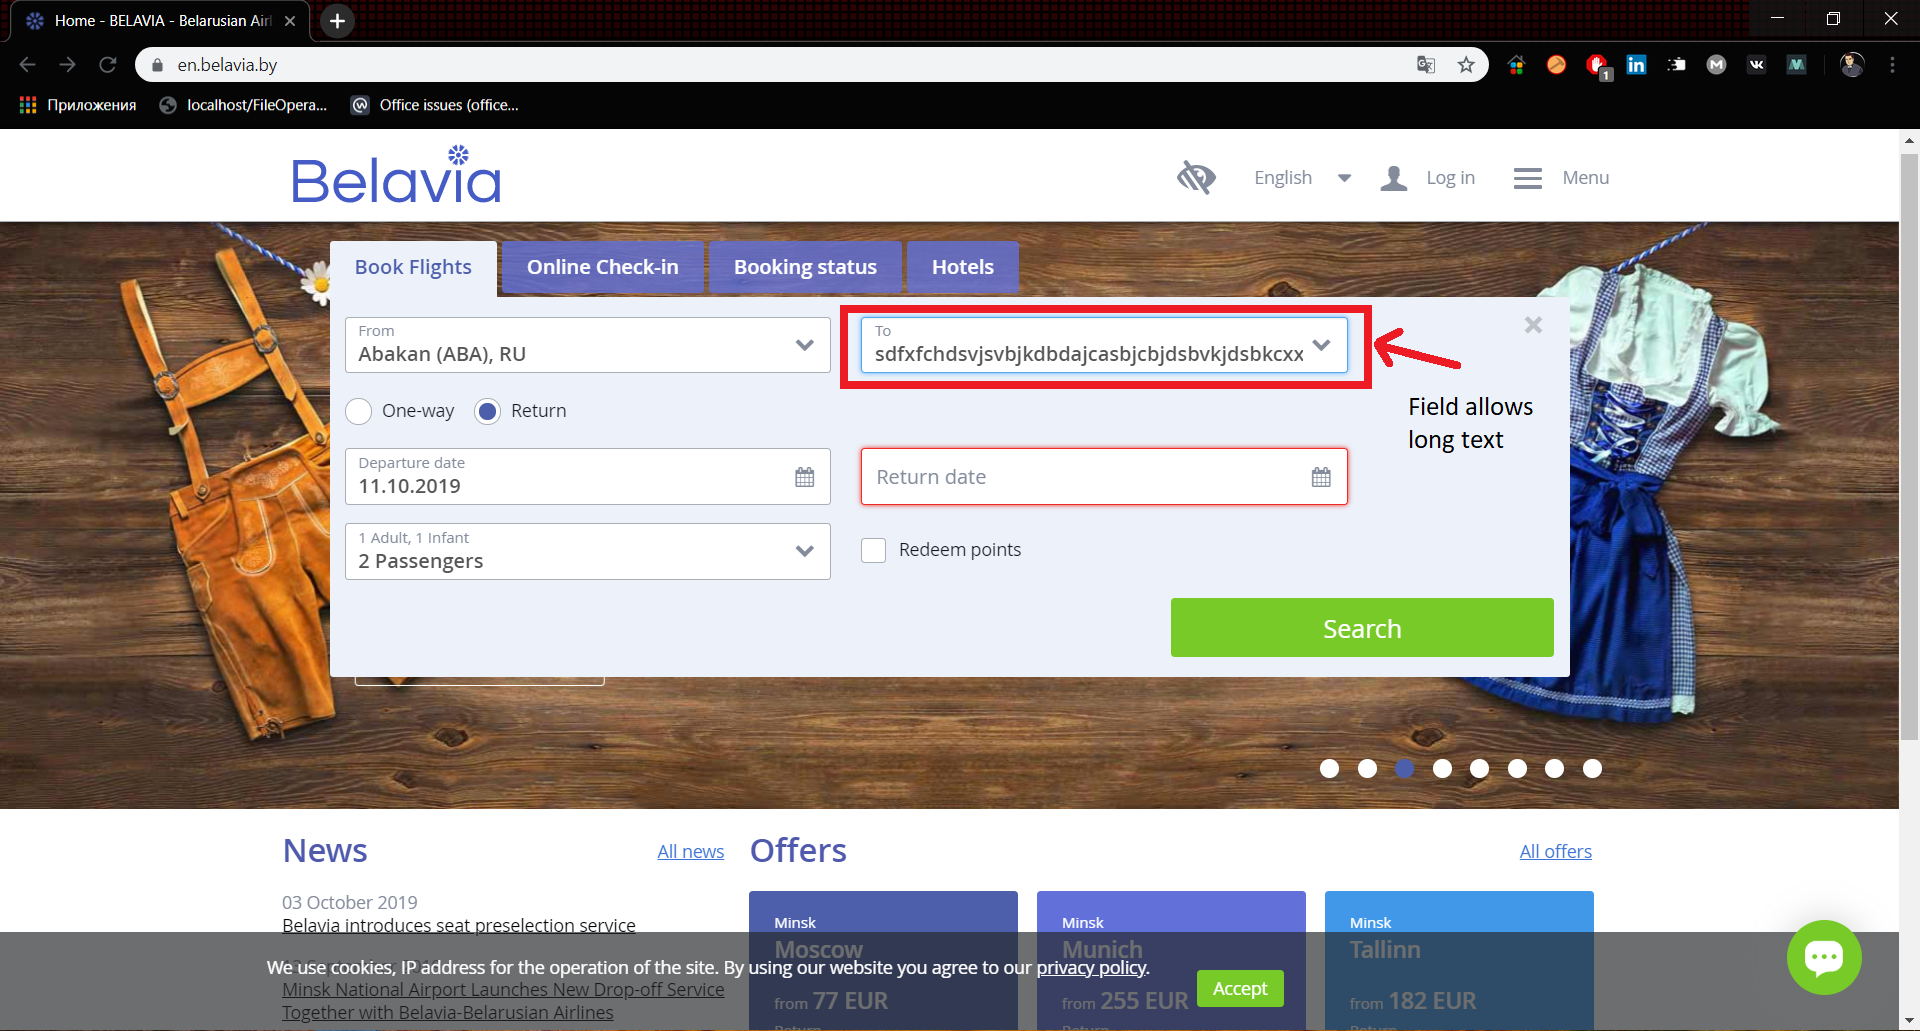 Home - BELAVIA - Belarusian Airl
en.belavia.by
1
Приложения
localhost/FileOpera...
Office issues (office...
Belavia
English
Log in
Menu
Book Flights
Online Check-in
Booking status
Hotels
From
Abakan (ABA), RU
To
sdfxfchdsvjsvbjkdbdajcasbjcbjdsbvkjdsbkcxx
Field allows
long text
One-way
Return
Departure date
11.10.2019
Return date
1 Adult, 1 Infant
2 Passengers
Redeem points
Search
News
All news
Offers
All offers
03 October 2019
Belavia introduces seat preselection service
Minsk
Moscow
from 77 EUR
Return
Minsk
Munich
from 255 EUR
Return
Minsk
Tallinn
from 182 EUR
Return
We use cookies, IP address for the operation of the site. By using our website you agree to our privacy policy.
Accept
Minsk National Airport Launches New Drop-off Service
Together with Belavia-Belarusian Airlines